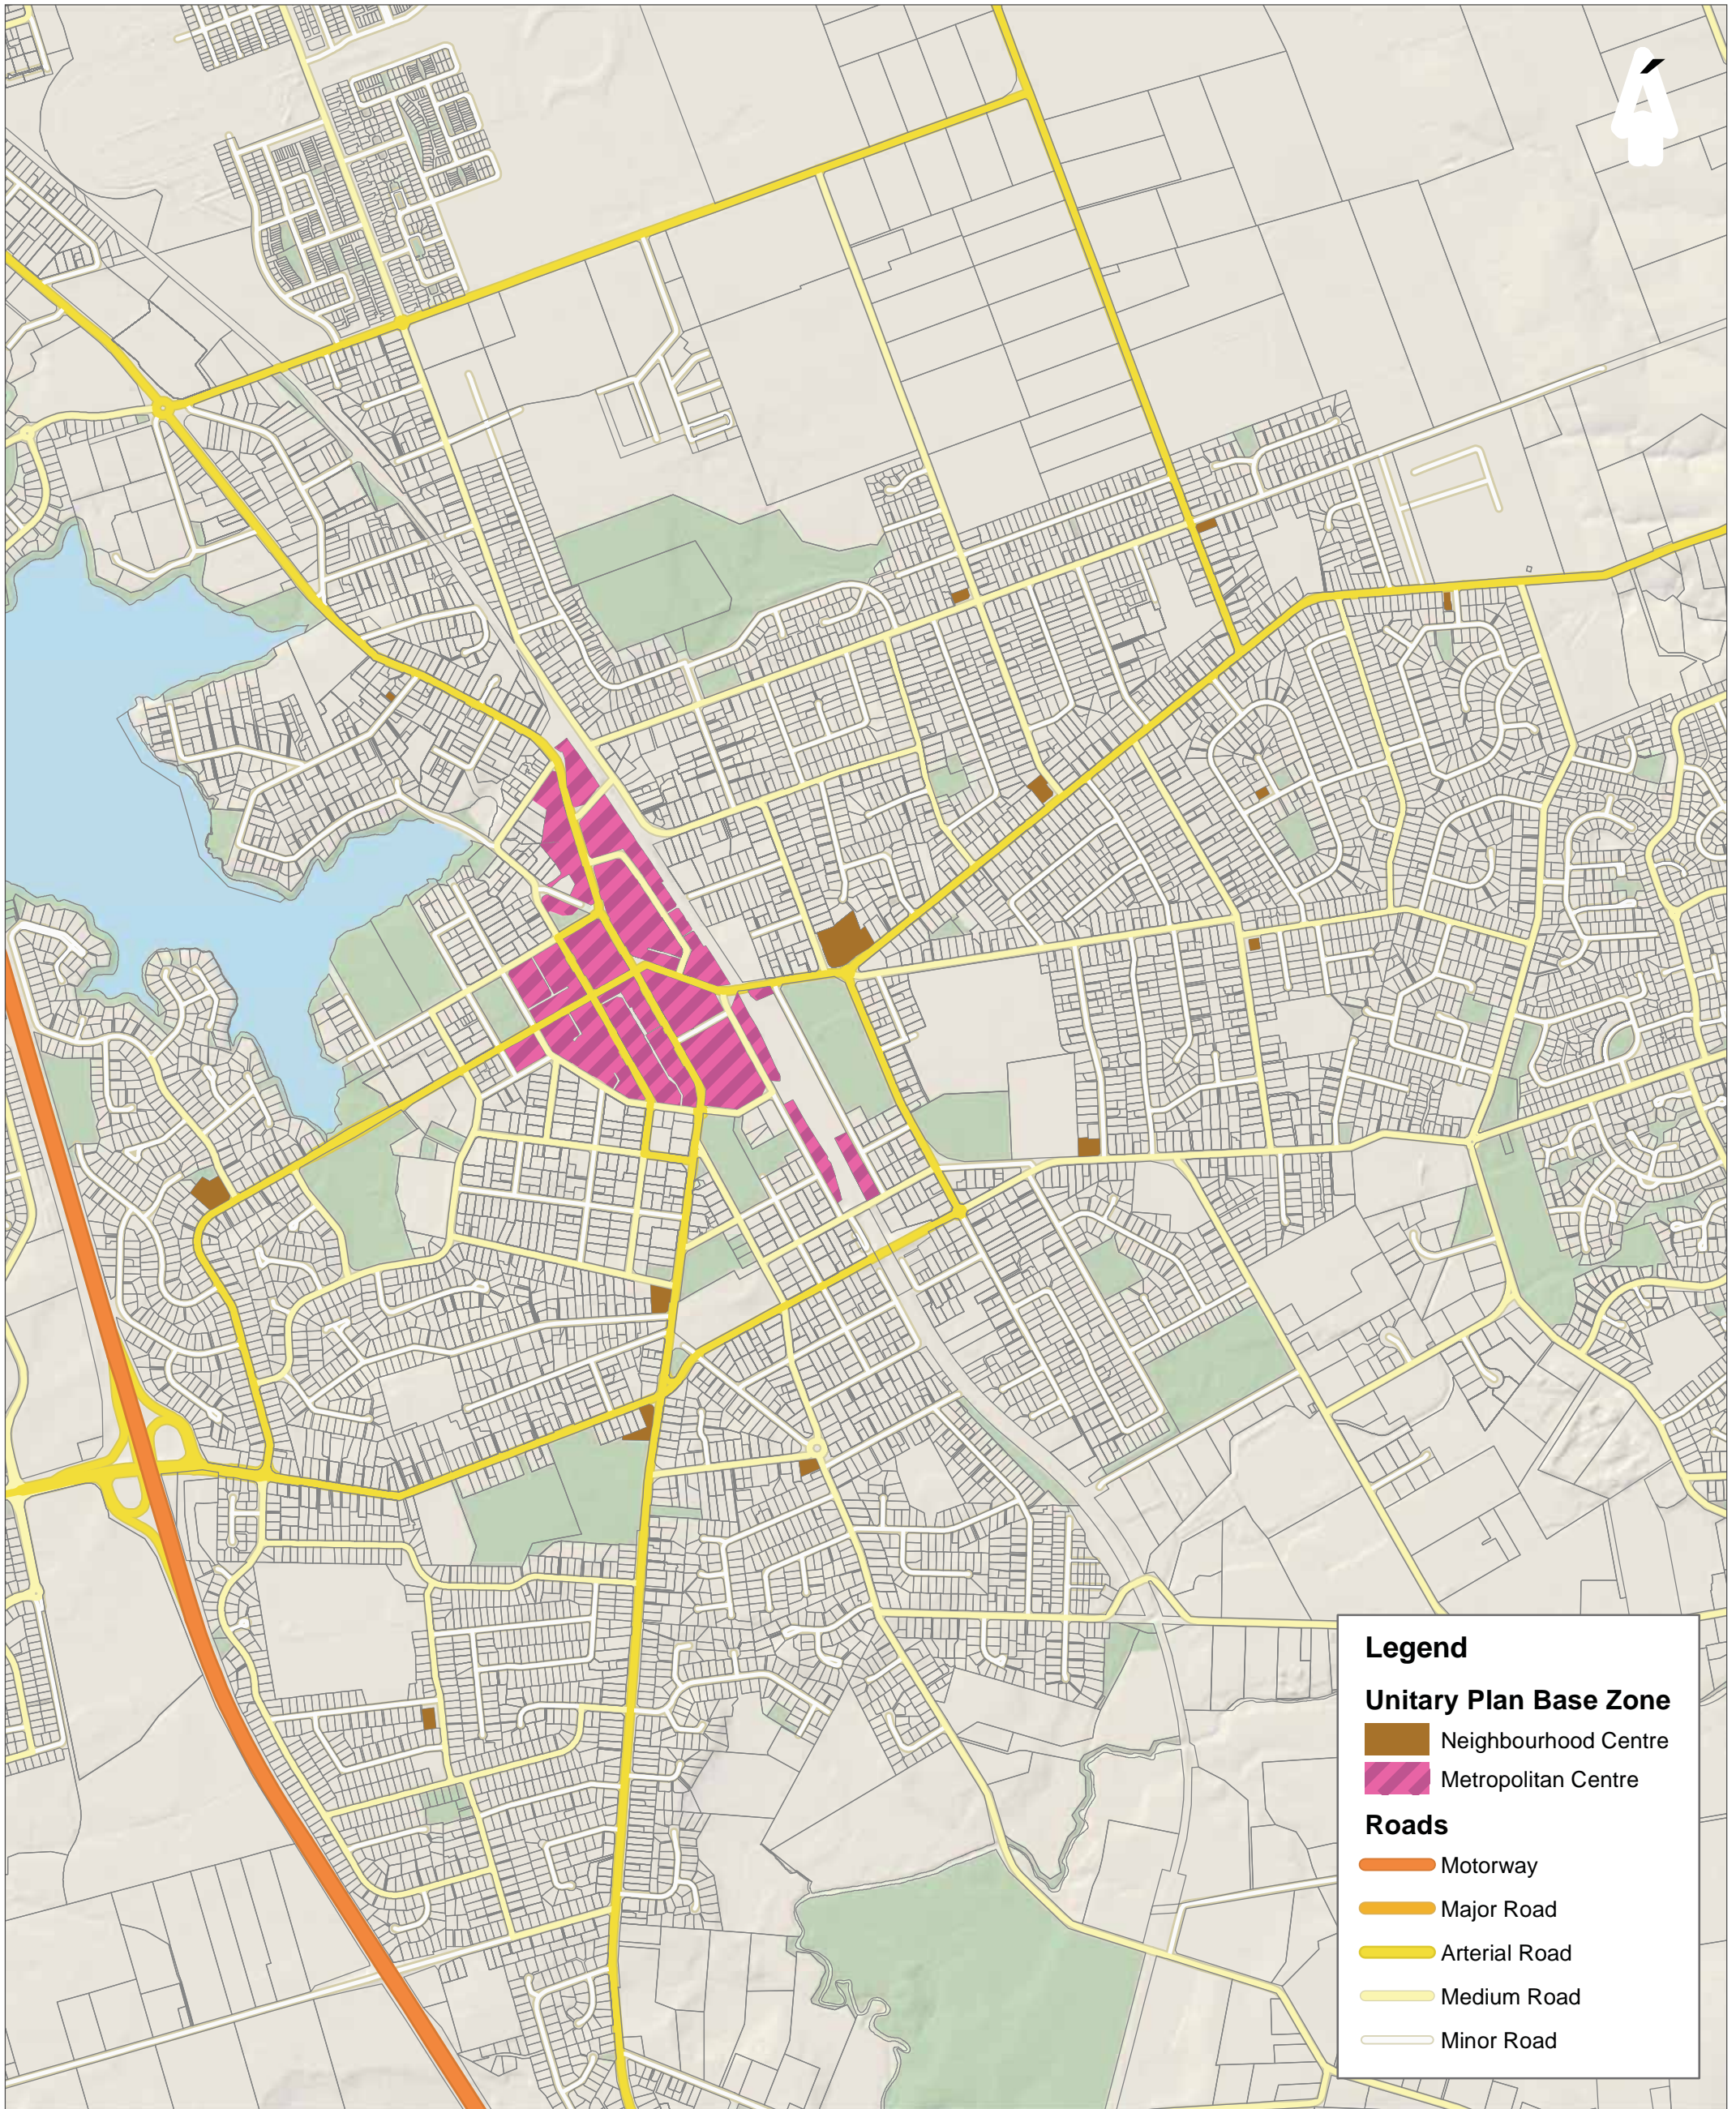 Legend
Unitary Plan Base Zone
Neighbourhood Centre
Metropolitan Centre
Roads
Motorway
Major Road
Arterial Road
Medium Road
Minor Road